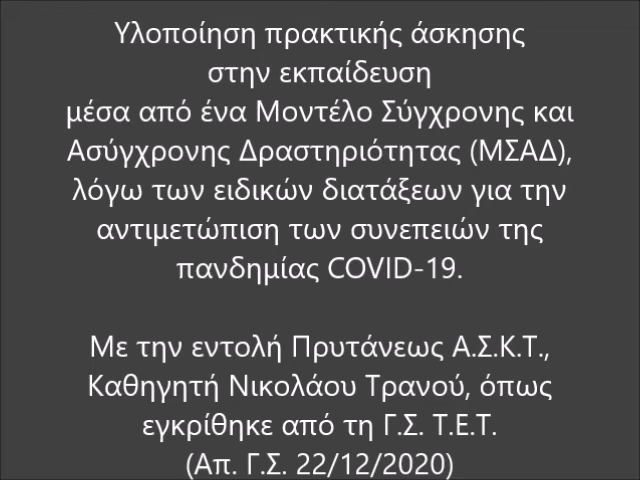 Υλοποίηση πρακτικής άσκησης
στην εκπαίδευση
μέσα από ένα Μοντέλο Σύγχρονης και
Ασύγχρονης Δραστηριότητας (ΜΣΑΔ),
λόγω των ειδικών διατάξεων για την
αντιμετώπιση των συνεπειών της
πανδημίας COVID-19.
Με την εντολή Πρυτάνεως Α.Σ.Κ.Τ.,
Καθηγητή Νικολάου Τρανού, όπως
εγκρίθηκε από τη Γ.Σ. Τ.Ε.Τ.
(Απ. Γ.Σ. 22/12/2020)